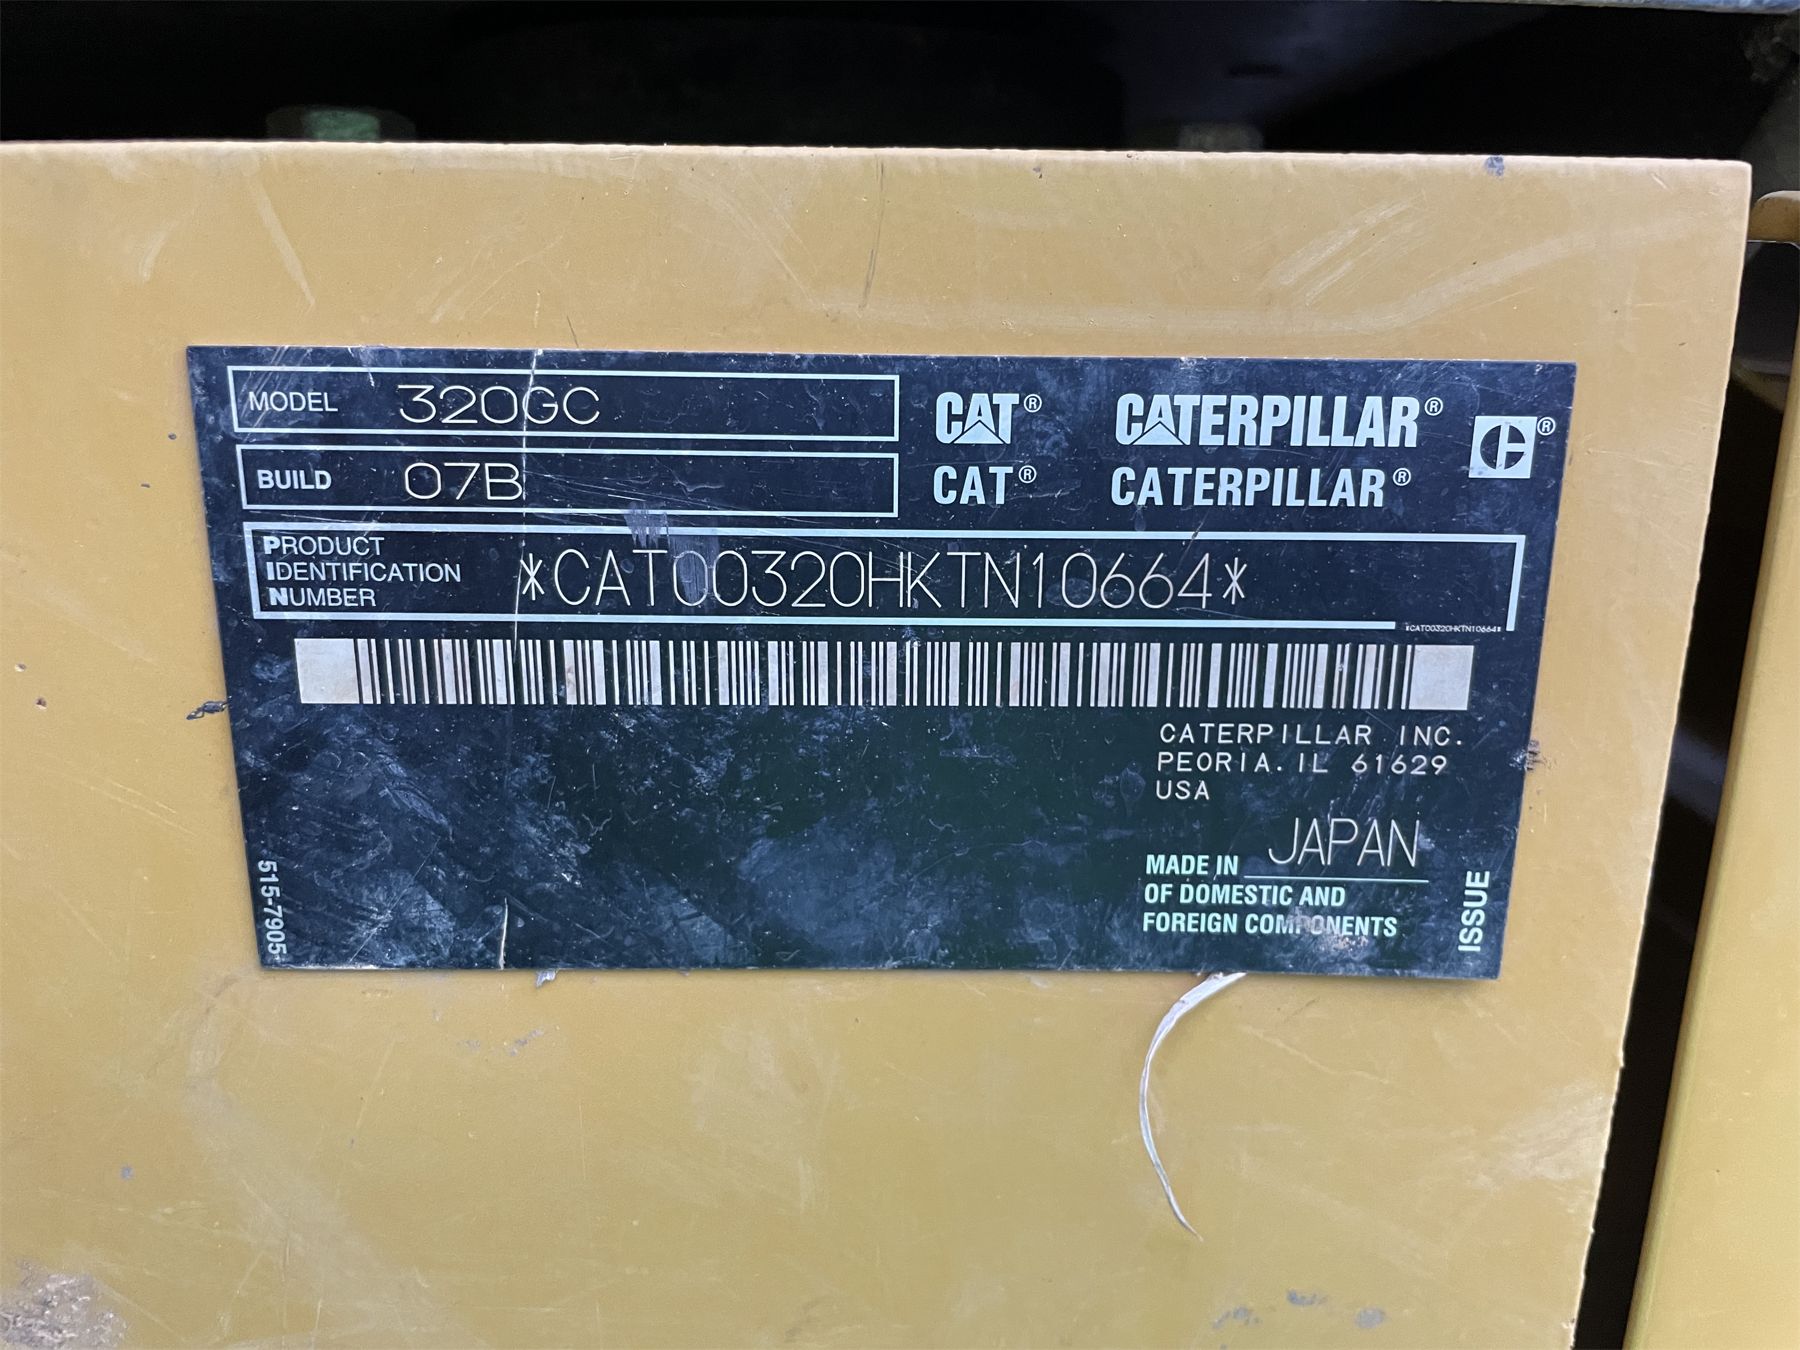 MODEL 320GC
BUILD 07B
CAT® CATERPILLAR®
CAT® CATERPILLAR®
PRODUCT
IDENTIFICATION
NUMBER
*CAT00320HKTN10664*
*CAT00320HKTN10664*
CATERPILLAR INC.
PEORIA. IL 61629
USA
MADE IN JAPAN
OF DOMESTIC AND
FOREIGN COMPONENTS
515-7905
ISSUE